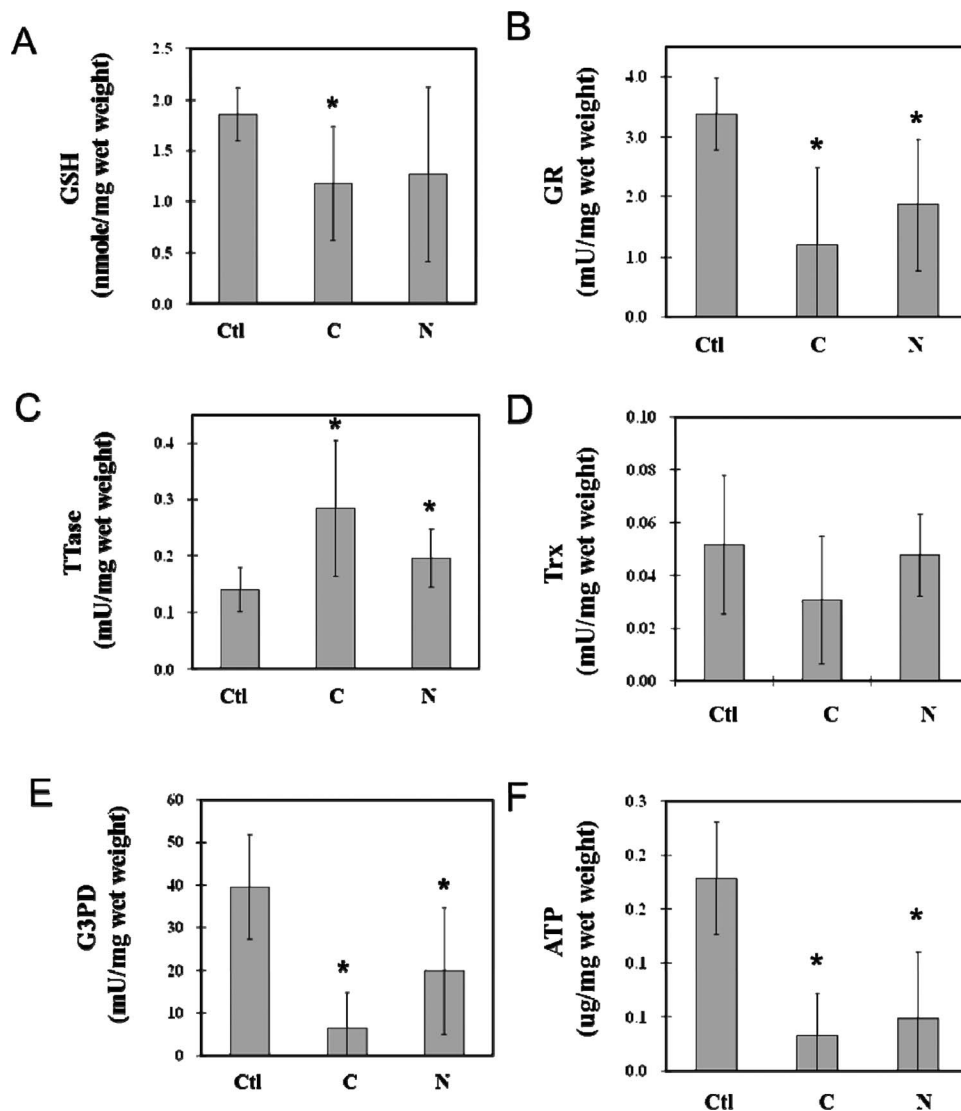 A
GSH
(nmole/mg wet weight)
2.5
2.0
1.5
1.0
0.5
0.0
*
Ctl C N
B
GR
(mU/mg wet weight)
4.0
3.0
2.0
1.0
0.0
* *
Ctl C N
C
TTase
(mU/mg wet weight)
0.4
0.3
0.2
0.1
0.0
* *
Ctl C N
D
Trx
(mU/mg wet weight)
0.10
0.08
0.06
0.04
0.02
0.00
Ctl C N
E
G3PD
(mU/mg wet weight)
60
50
40
30
20
10
0
* *
Ctl C N
F
ATP
(ug/mg wet weight)
0.3
0.2
0.2
0.1
0.1
0.0
* *
Ctl C N